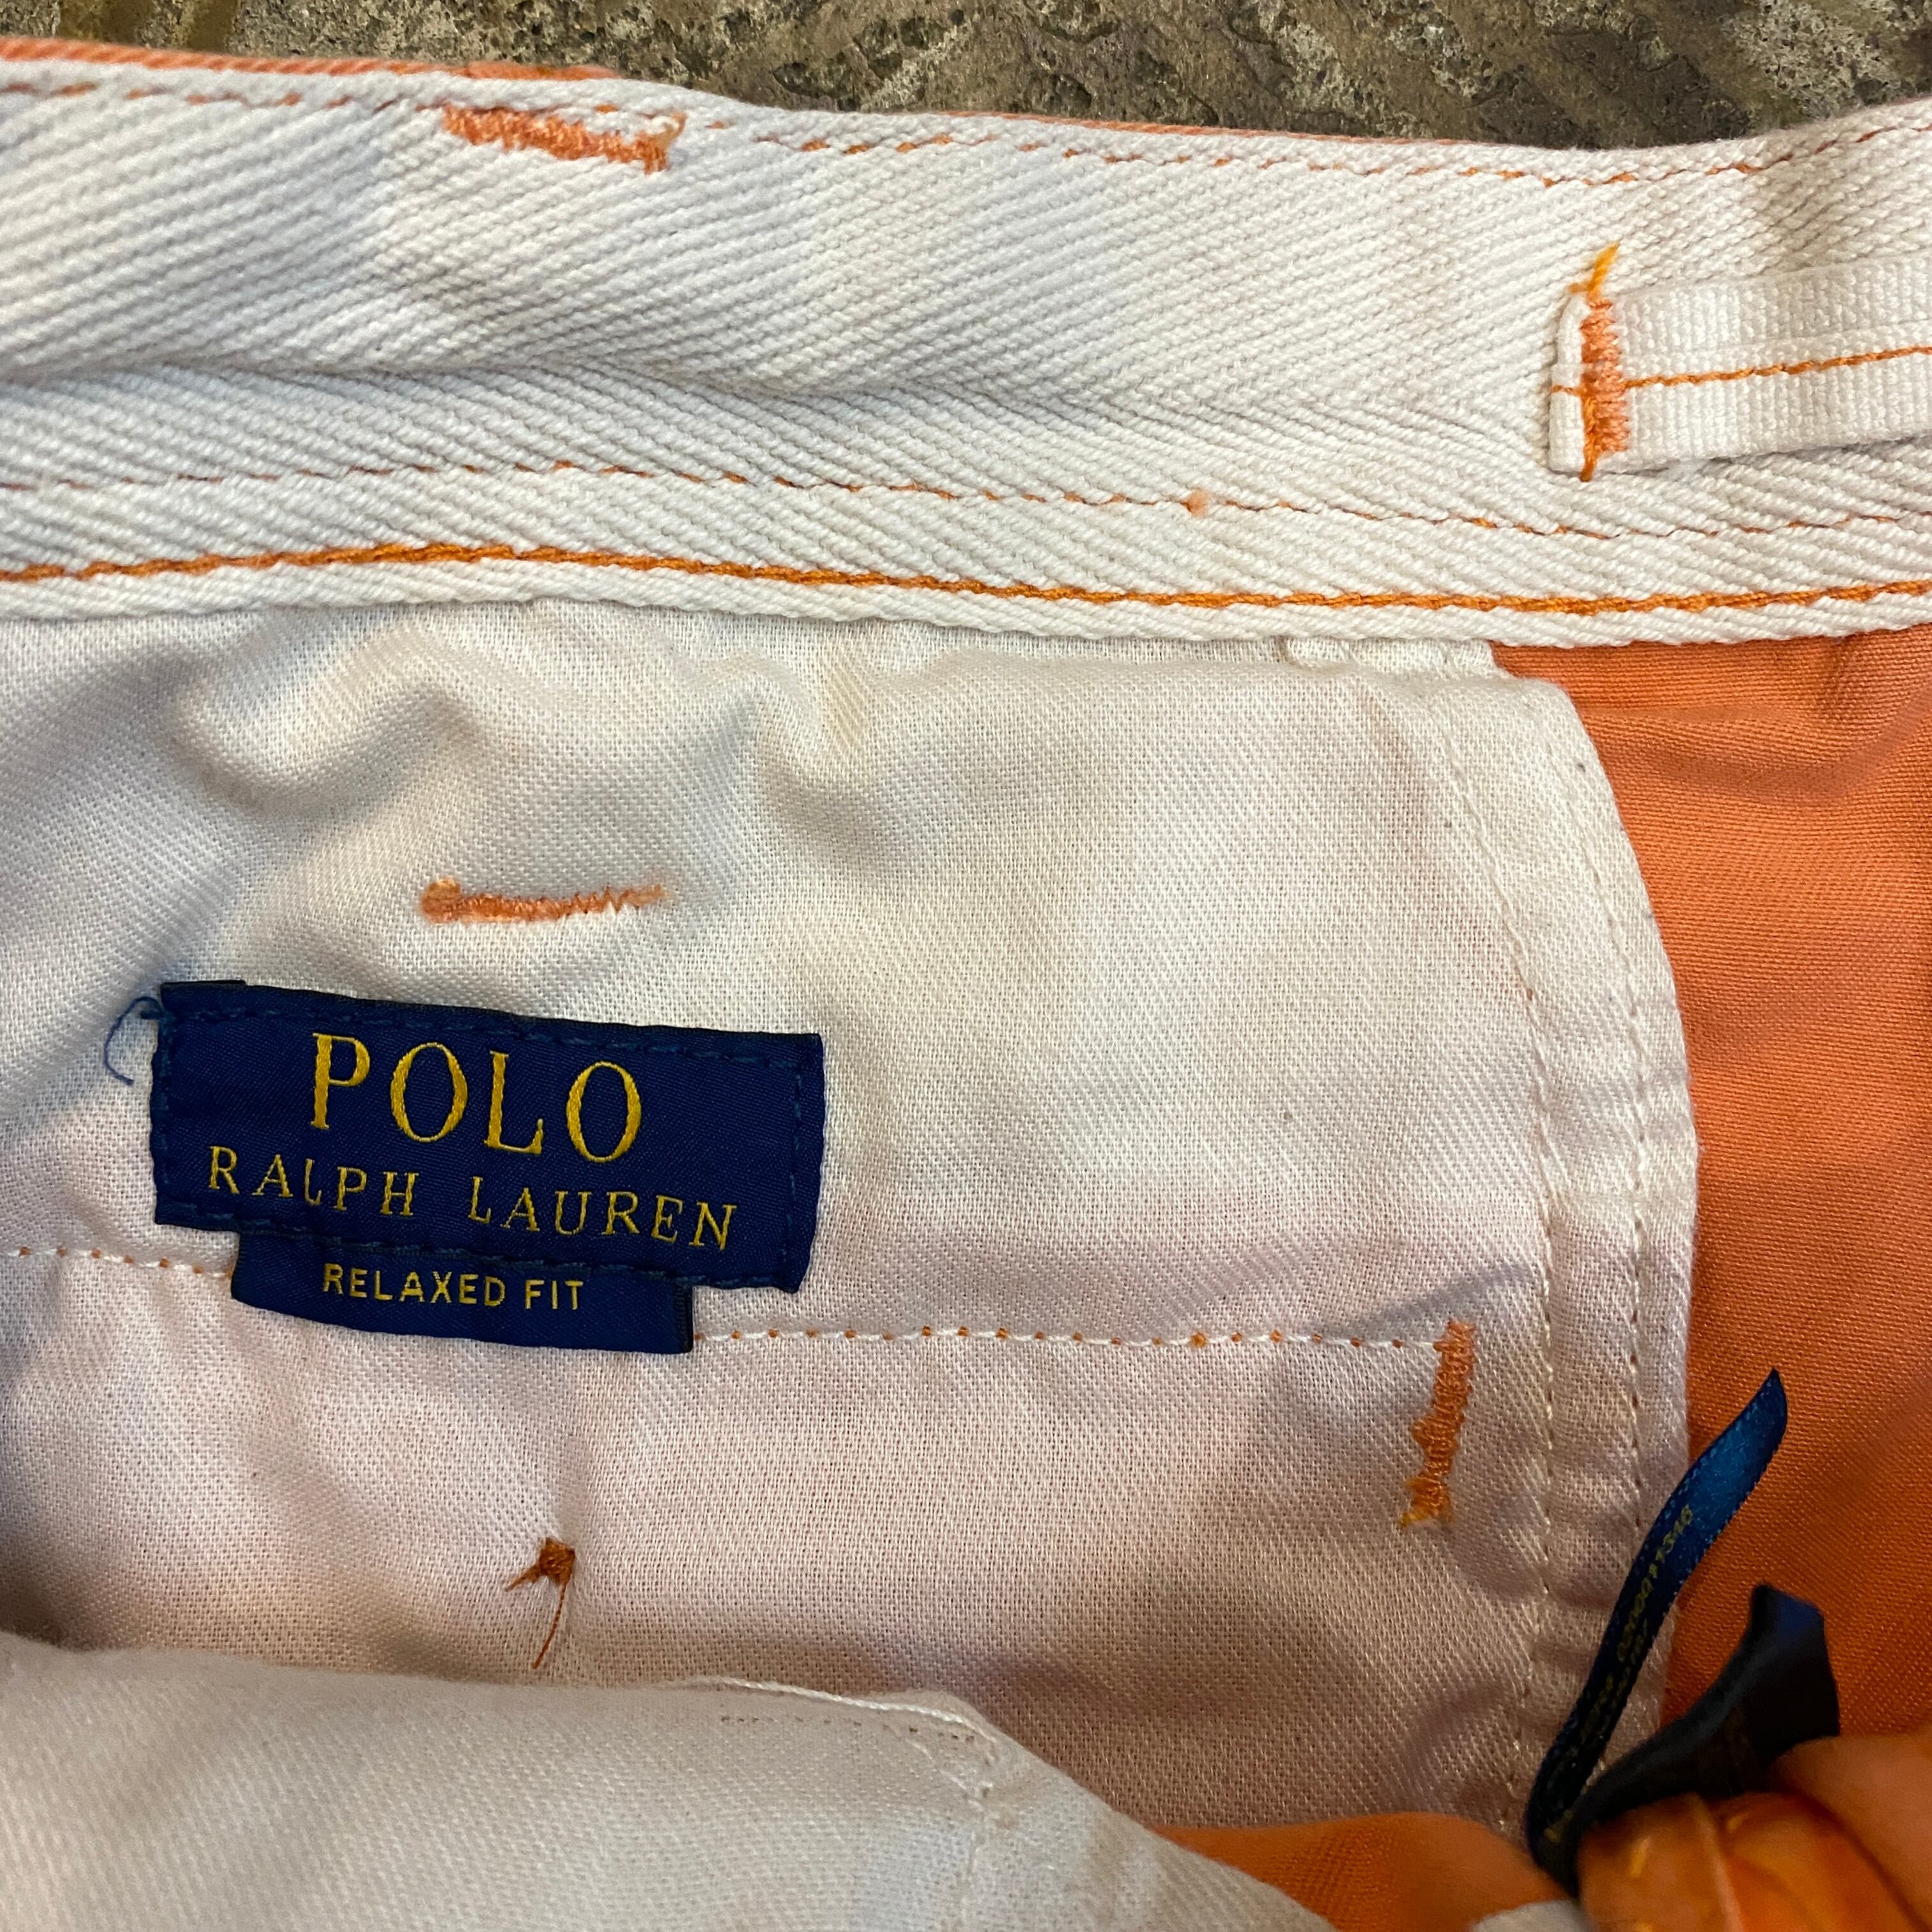 POLO
RALPH LAUREN
RELAXED FIT